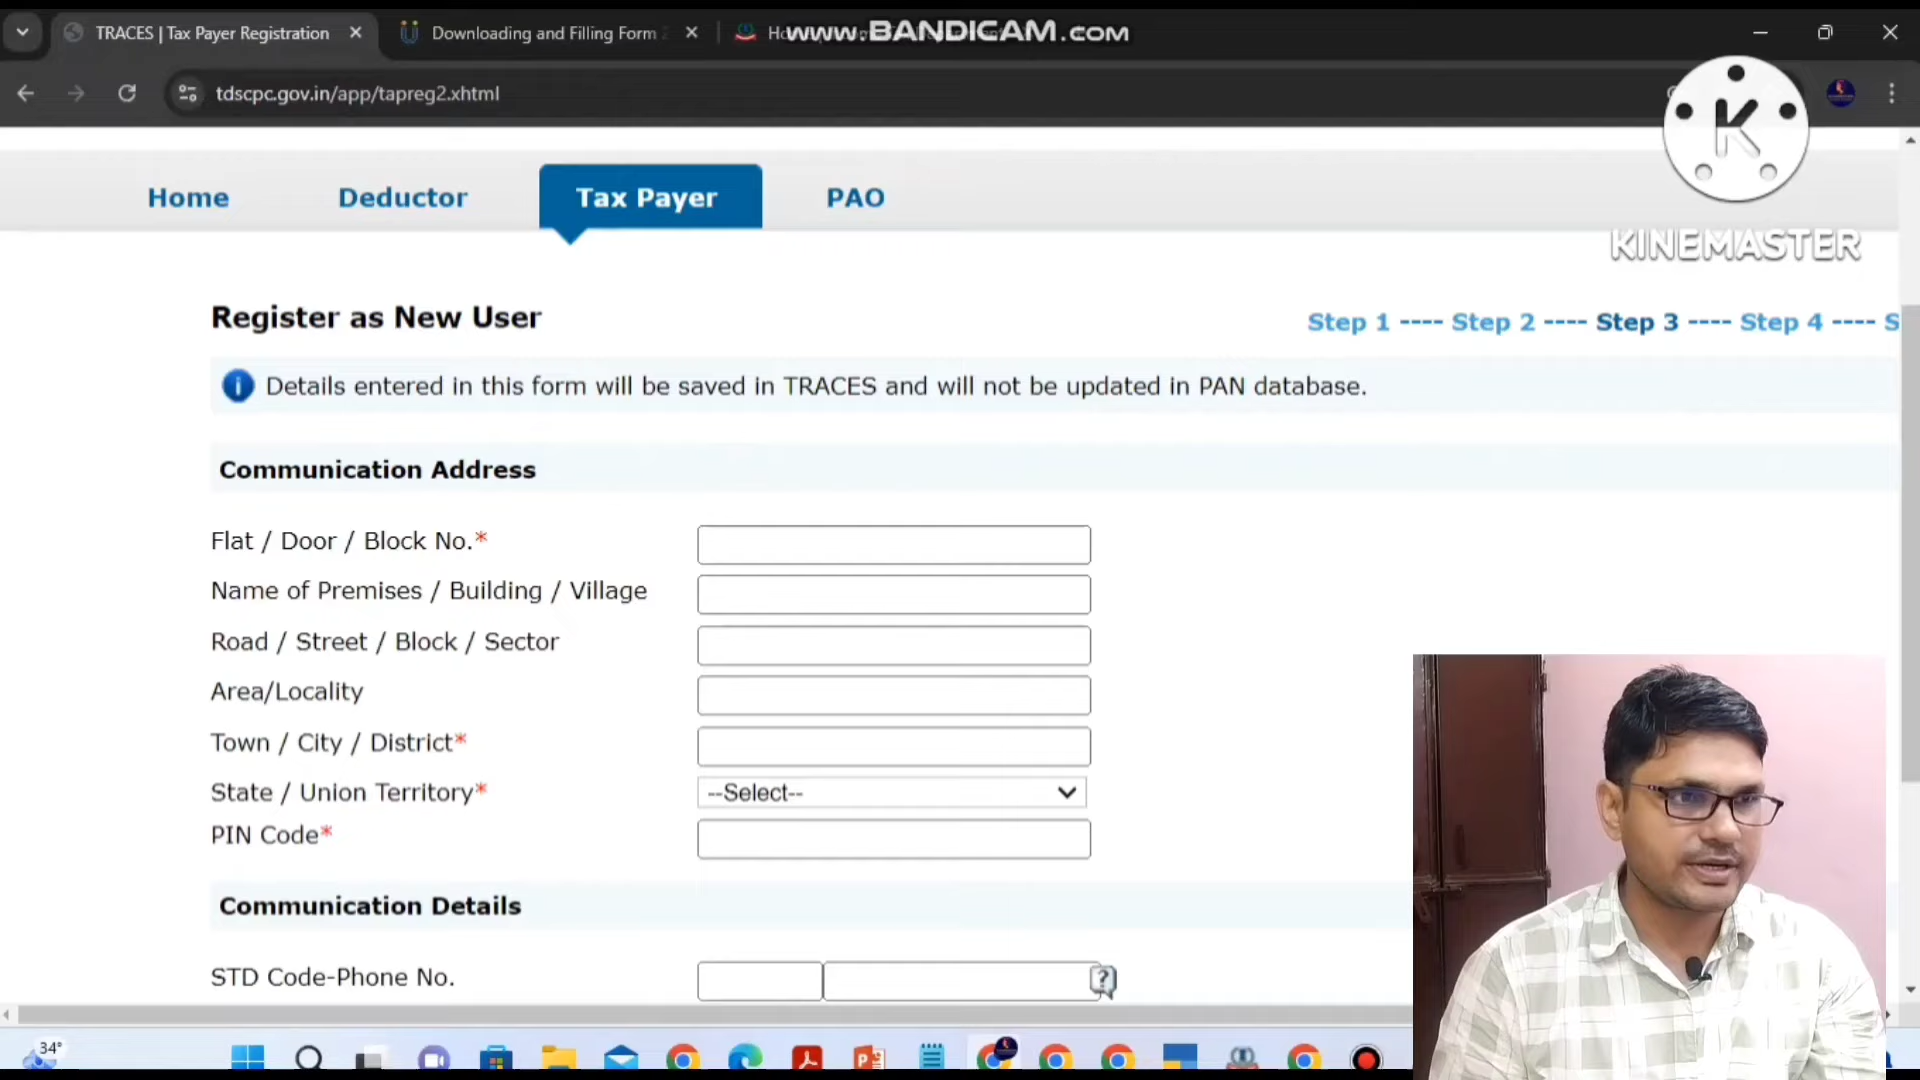 TRACES | Tax Payer Registration
Downloading and Filling Form
www.BANDICAM.com
tdscpc.gov.in/app/tapreg2.xhtml
K
KINEMASTER
Home
Deductor
Tax Payer
PAO
Register as New User
Step 1 ---- Step 2 ---- Step 3 ---- Step 4 ---- S
Details entered in this form will be saved in TRACES and will not be updated in PAN database.
Communication Address
Flat / Door / Block No.*
Name of Premises / Building / Village
Road / Street / Block / Sector
Area/Locality
Town / City / District*
State / Union Territory*
--Select--
PIN Code*
Communication Details
STD Code-Phone No.
?
34°